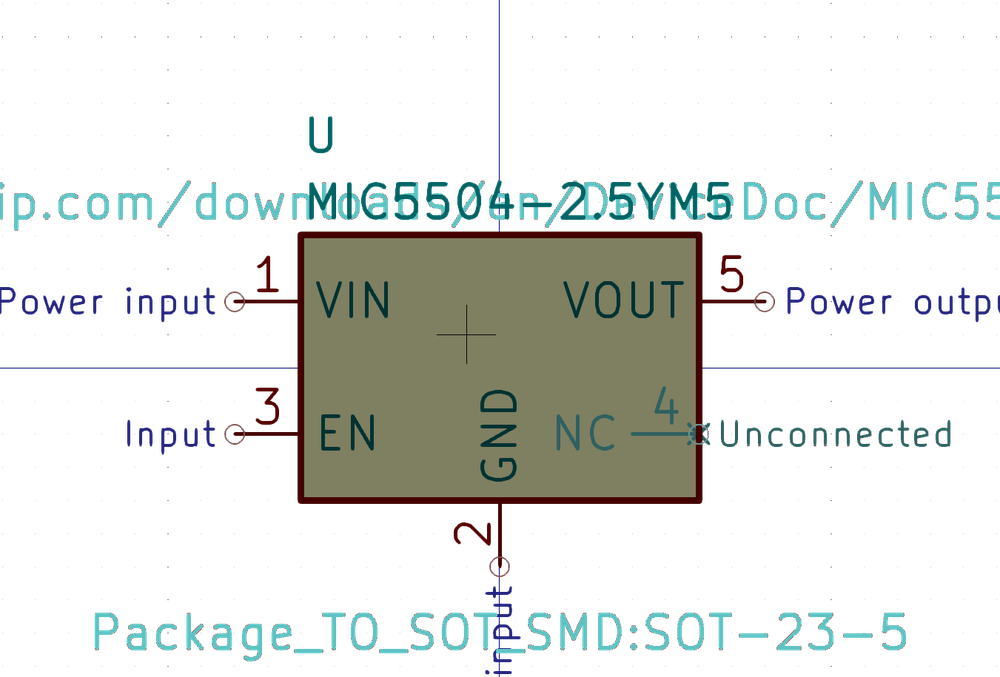 U
MIC5504-2.5YM5
ip.com/downloads/en/DeviceDoc/MIC55
1 VIN VOUT 5
Power input
Power outpu
3 EN GND NC 4
Input
Unconnected
2
input
Package_TO_SOT_SMD:SOT-23-5